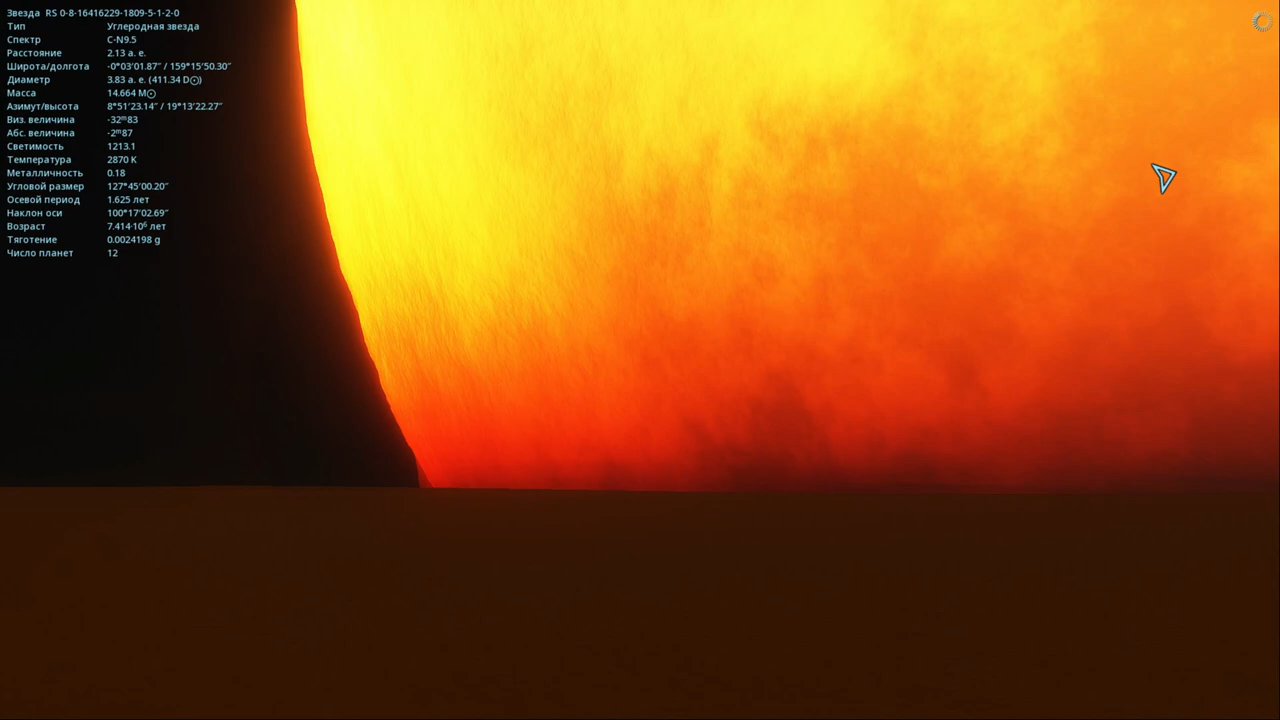 Звезда RS 0-8-16416229-1809-5-1-2-0
Тип Углеродная звезда
Спектр C-N9.5
Расстояние 2.13 а. е.
Широта/долгота -0°03′01.87″ / 159°15′50.30″
Диаметр 3.83 а. е. (411.34 D☉)
Масса 14.664 M☉
Азимут/высота 8°51′23.14″ / 19°13′22.27″
Виз. величина -32ᵐ83
Абс. величина -2ᵐ87
Светимость 1213.1
Температура 2870 K
Металличность 0.18
Угловой размер 127°45′00.20″
Осевой период 1.625 лет
Наклон оси 100°17′02.69″
Возраст 7.414·10⁶ лет
Тяготение 0.0024198 g
Число планет 12